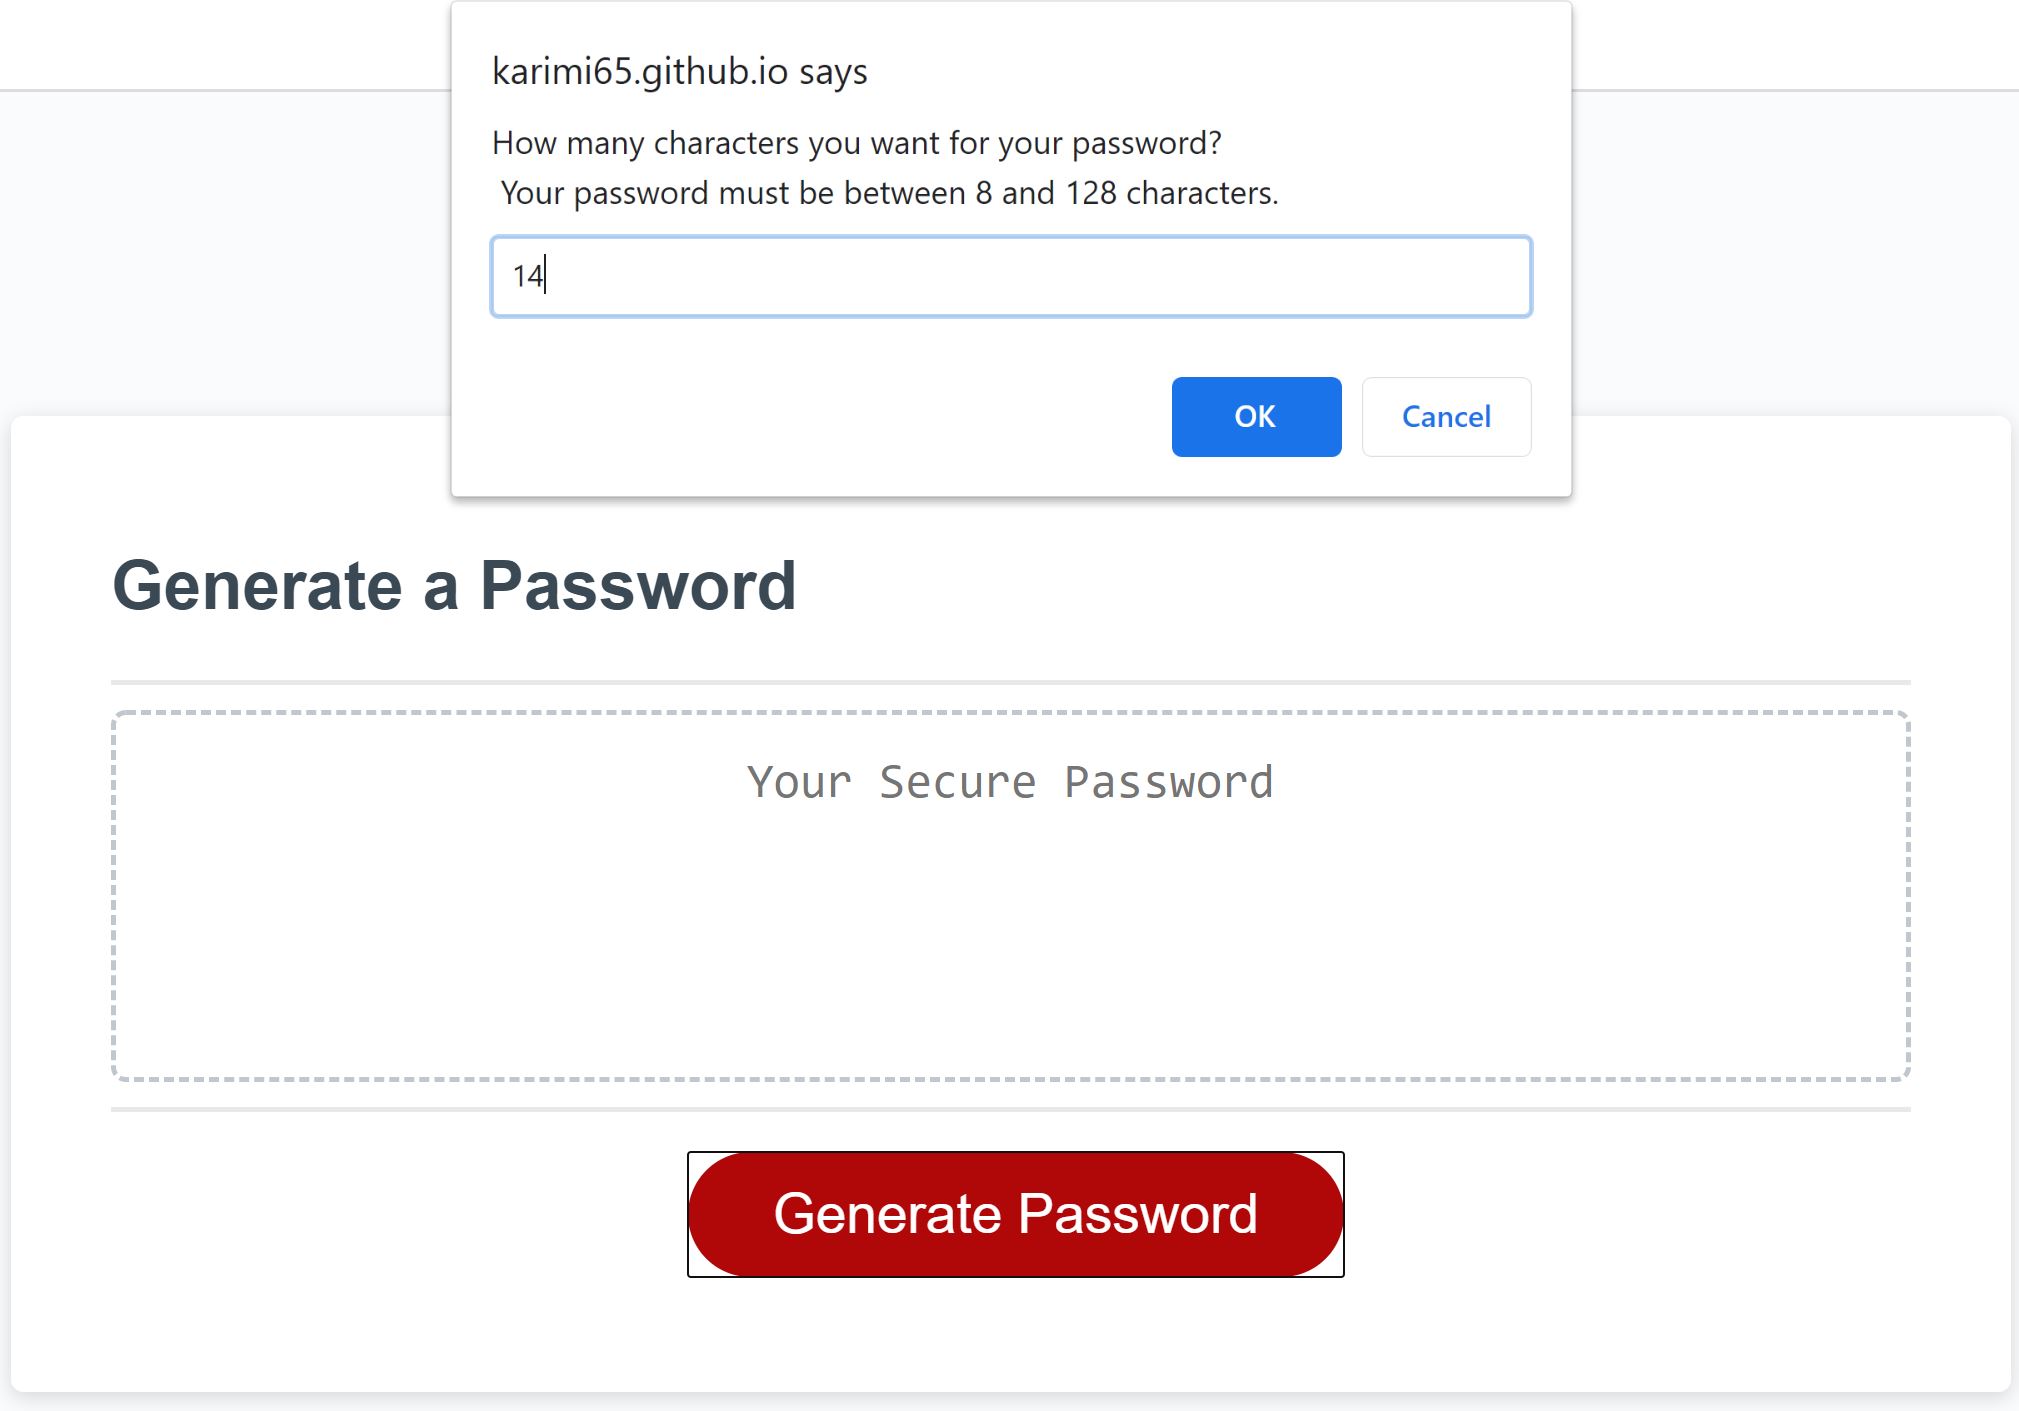 karimi65.github.io says
How many characters you want for your password?
Your password must be between 8 and 128 characters.
14
OK
Cancel
Generate a Password
Your Secure Password
Generate Password